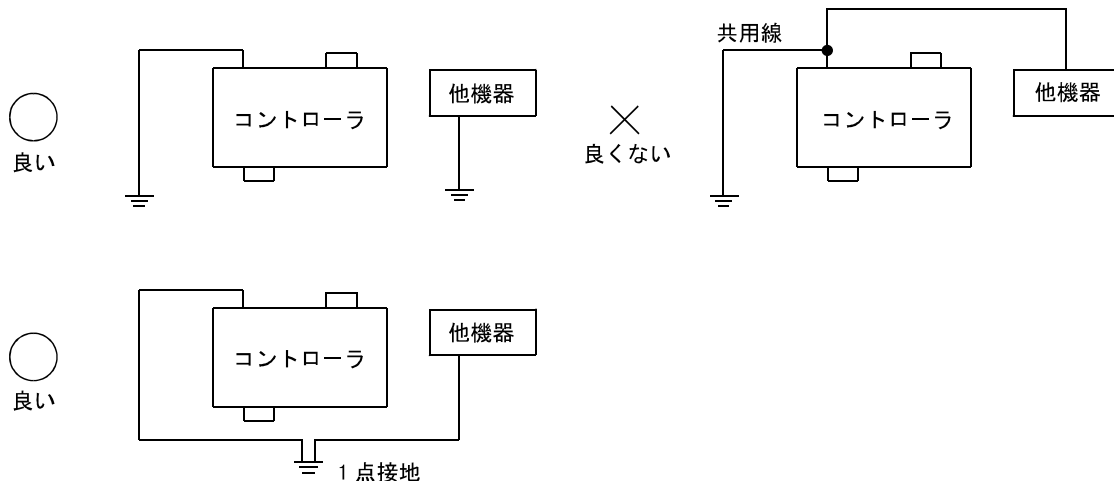 良い
コントローラ
他機器
良くない
共用線
コントローラ
他機器
良い
コントローラ
他機器
1点接地